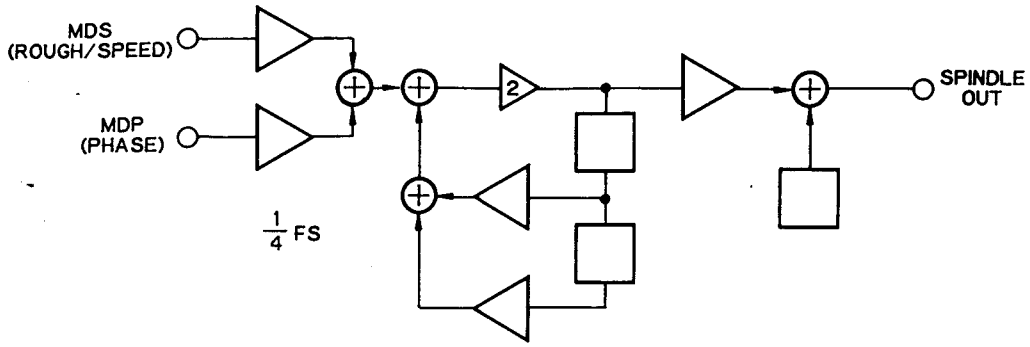 MDS
(ROUGH/SPEED)
2
SPINDLE
OUT
MDP
(PHASE)
1/4 FS